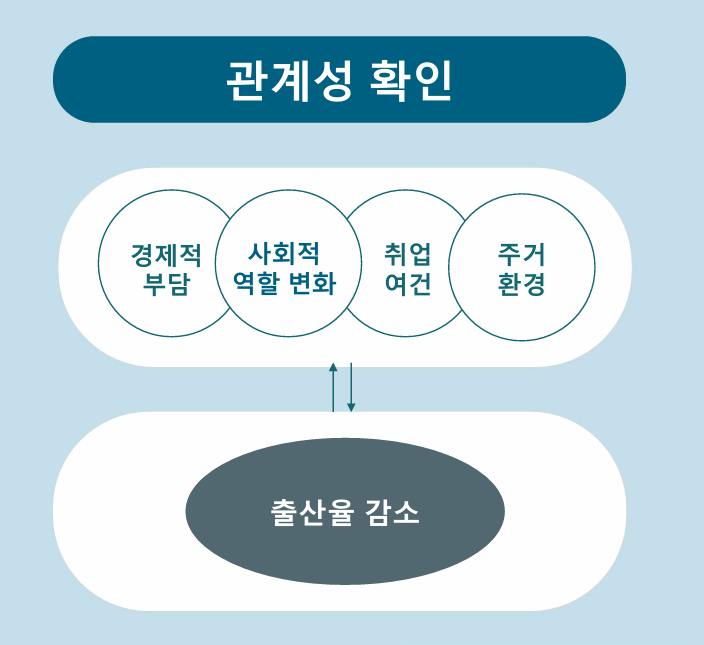 관계성 확인
경제적
부담
사회적
역할 변화
취업
여건
주거
환경
출산율 감소